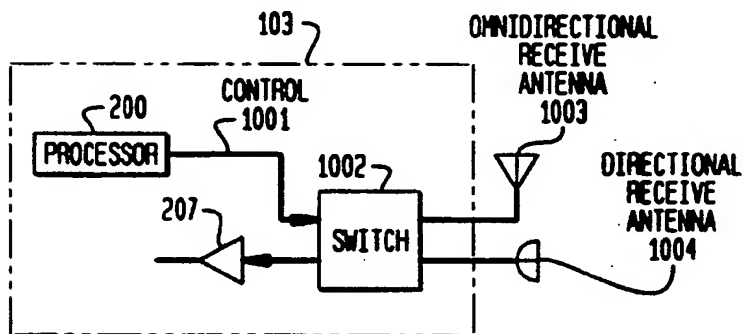 103
OMNIDIRECTIONAL
RECEIVE
ANTENNA
1003
200
CONTROL
1001
PROCESSOR
1002
DIRECTIONAL
RECEIVE
ANTENNA
1004
207
SWITCH